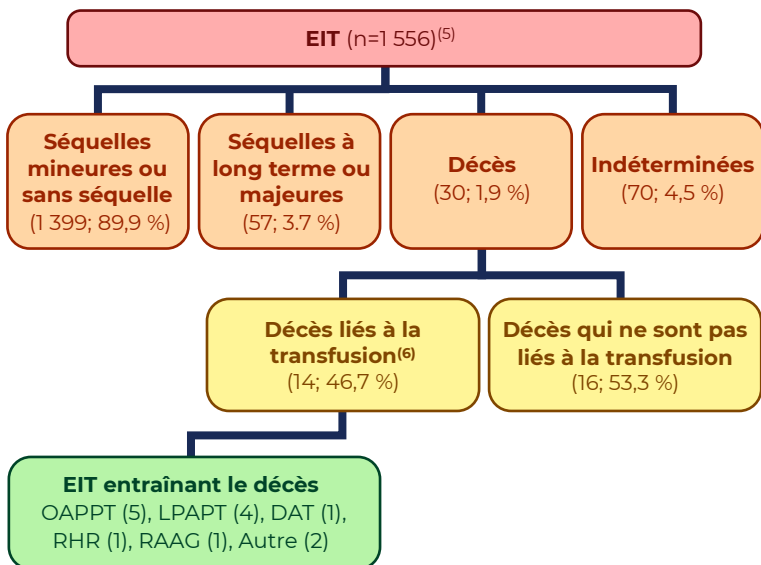 EIT (n=1 556)(5)
Séquelles
mineures ou
sans séquelle
(1 399; 89,9 %)
Séquelles à
long terme ou
majeures
(57; 3.7 %)
Décès
(30; 1,9 %)
Indéterminées
(70; 4,5 %)
Décès liés à la
transfusion(6)
(14; 46,7 %)
Décès qui ne sont pas
liés à la transfusion
(16; 53,3 %)
EIT entraînant le décès
OAPPT (5), LPAPT (4), DAT (1),
RHR (1), RAAG (1), Autre (2)